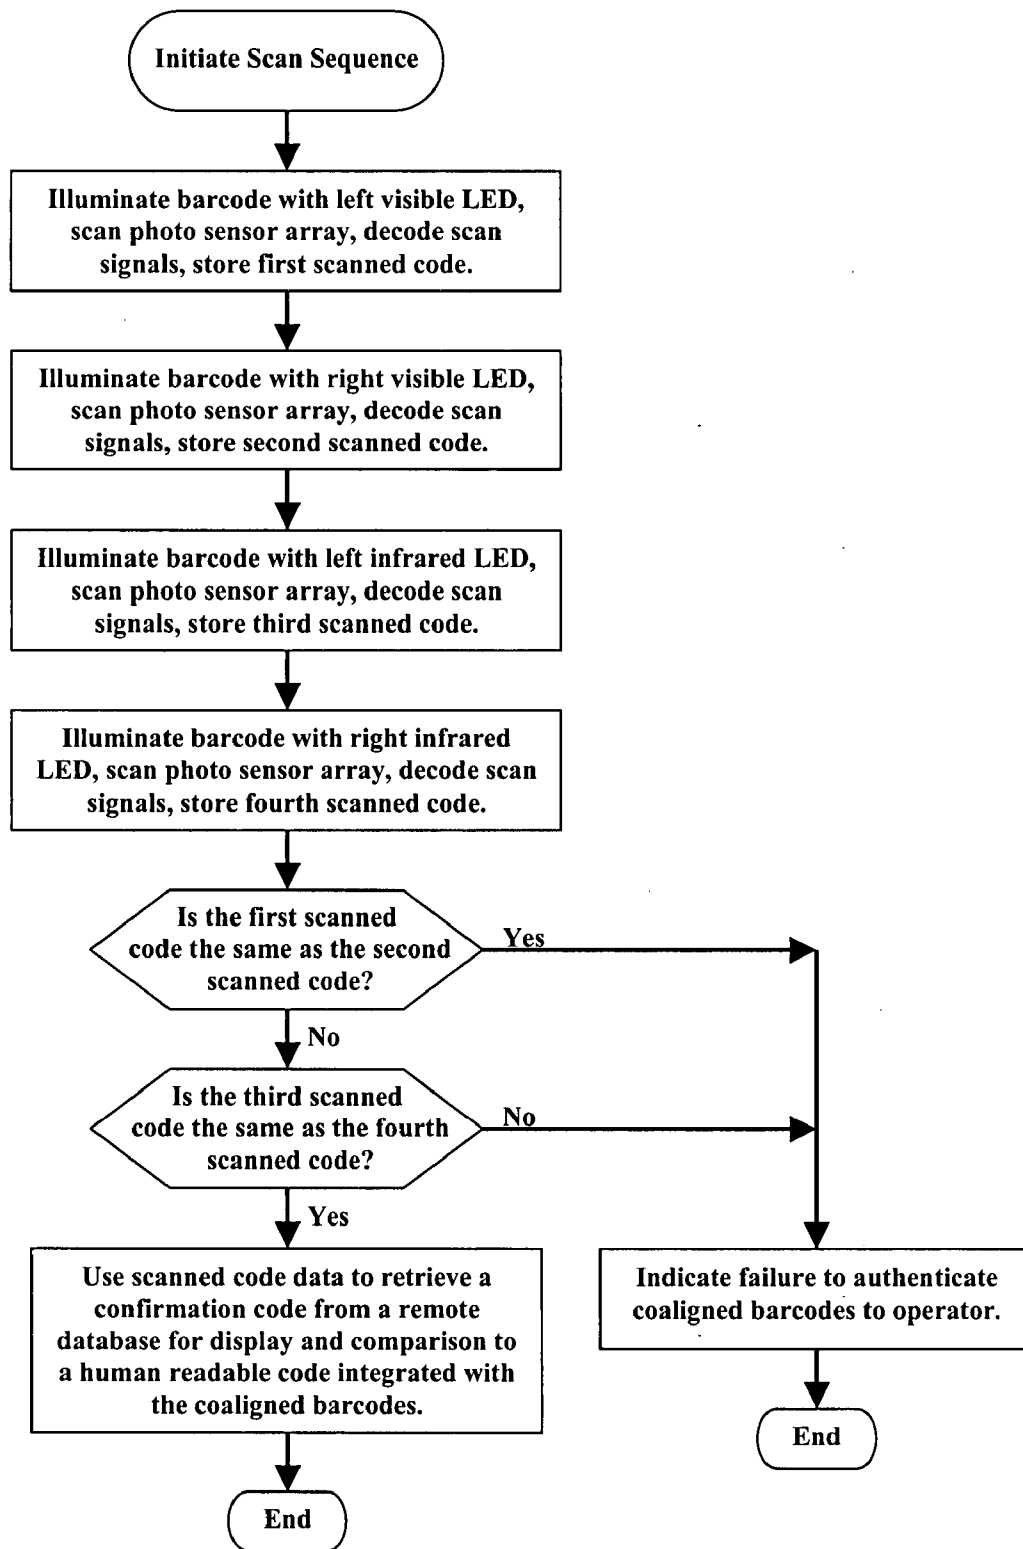 Initiate Scan Sequence
Illuminate barcode with left visible LED,
scan photo sensor array, decode scan
signals, store first scanned code.
Illuminate barcode with right visible LED,
scan photo sensor array, decode scan
signals, store second scanned code.
Illuminate barcode with left infrared LED,
scan photo sensor array, decode scan
signals, store third scanned code.
Illuminate barcode with right infrared
LED, scan photo sensor array, decode scan
signals, store fourth scanned code.
Is the first scanned
code the same as the second
scanned code?
Yes
No
Is the third scanned
code the same as the fourth
scanned code?
No
Yes
Use scanned code data to retrieve a
confirmation code from a remote
database for display and comparison to
a human readable code integrated with
the coaligned barcodes.
Indicate failure to authenticate
coaligned barcodes to operator.
End
End